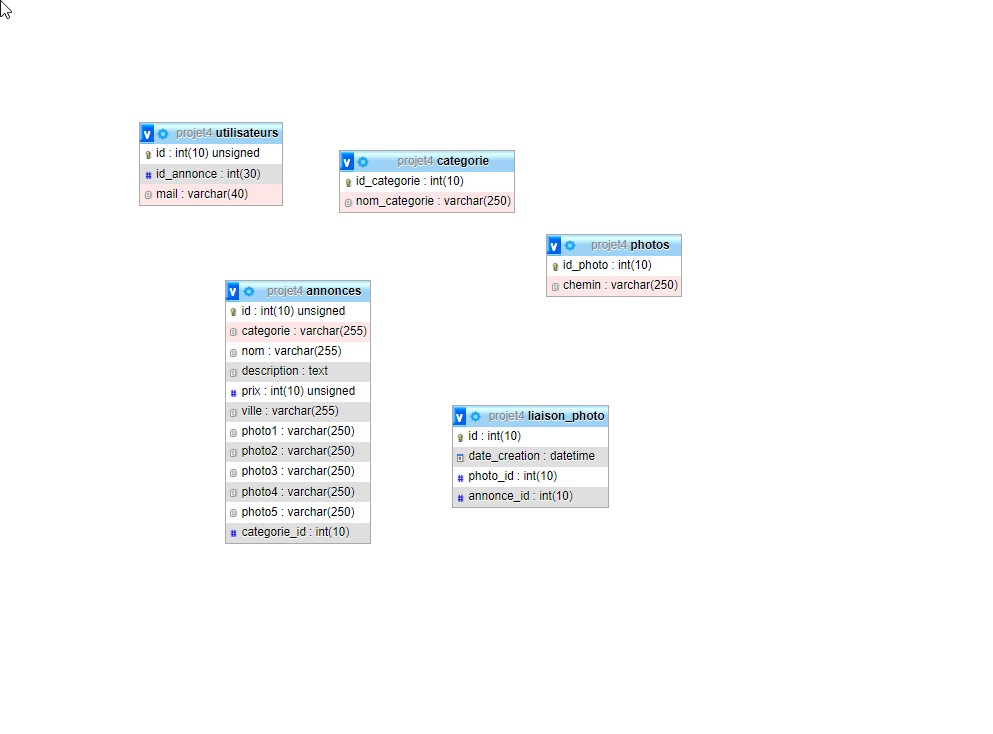 projet4 utilisateurs
id : int(10) unsigned
id_annonce : int(30)
mail : varchar(40)
projet4 categorie
id_categorie : int(10)
nom_categorie : varchar(250)
projet4 photos
id_photo : int(10)
chemin : varchar(250)
projet4 annonces
id : int(10) unsigned
categorie : varchar(255)
nom : varchar(255)
description : text
prix : int(10) unsigned
ville : varchar(255)
photo1 : varchar(250)
photo2 : varchar(250)
photo3 : varchar(250)
photo4 : varchar(250)
photo5 : varchar(250)
categorie_id : int(10)
projet4 liaison_photo
id : int(10)
date_creation : datetime
photo_id : int(10)
annonce_id : int(10)